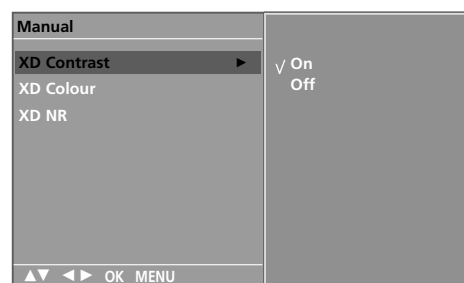 Manual
XD Contrast ►
XD Colour
XD NR
√ On
Off
▲▼ ◄► OK MENU